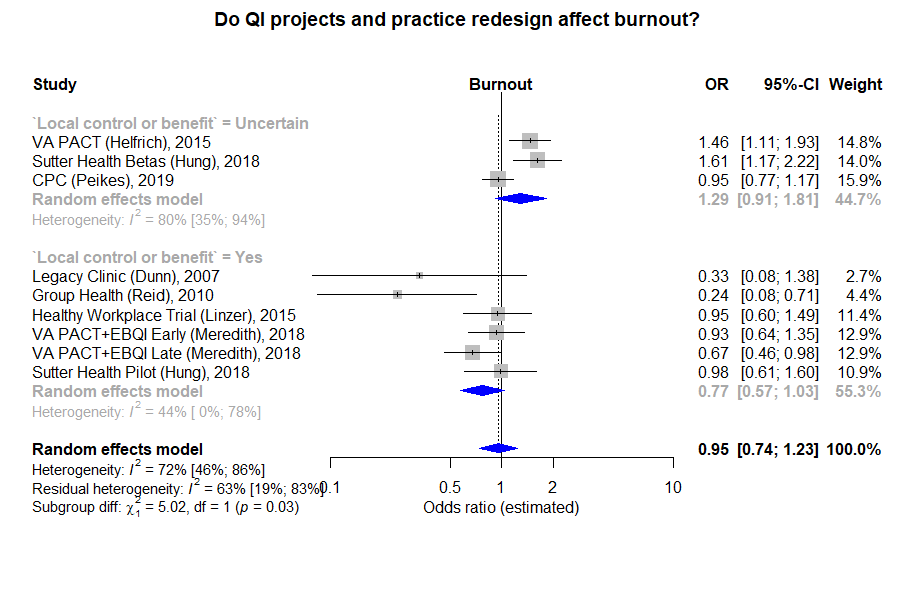 Do QI projects and practice redesign affect burnout?
Study Burnout OR 95%-CI Weight
`Local control or benefit` = Uncertain
VA PACT (Helfrich), 2015 1.46 [1.11; 1.93] 14.8%
Sutter Health Betas (Hung), 2018 1.61 [1.17; 2.22] 14.0%
CPC (Peikes), 2019 0.95 [0.77; 1.17] 15.9%
Random effects model 1.29 [0.91; 1.81] 44.7%
Heterogeneity: I² = 80% [35%; 94%]
`Local control or benefit` = Yes
Legacy Clinic (Dunn), 2007 0.33 [0.08; 1.38] 2.7%
Group Health (Reid), 2010 0.24 [0.08; 0.71] 4.4%
Healthy Workplace Trial (Linzer), 2015 0.95 [0.60; 1.49] 11.4%
VA PACT+EBQI Early (Meredith), 2018 0.93 [0.64; 1.35] 12.9%
VA PACT+EBQI Late (Meredith), 2018 0.67 [0.46; 0.98] 12.9%
Sutter Health Pilot (Hung), 2018 0.98 [0.61; 1.60] 10.9%
Random effects model 0.77 [0.57; 1.03] 55.3%
Heterogeneity: I² = 44% [ 0%; 78%]
Random effects model 0.95 [0.74; 1.23] 100.0%
Heterogeneity: I² = 72% [46%; 86%]
Residual heterogeneity: I² = 63% [19%; 83%] 0.1 0.5 1 2 10
Subgroup diff: χ²₁ = 5.02, df = 1 (p = 0.03) Odds ratio (estimated)